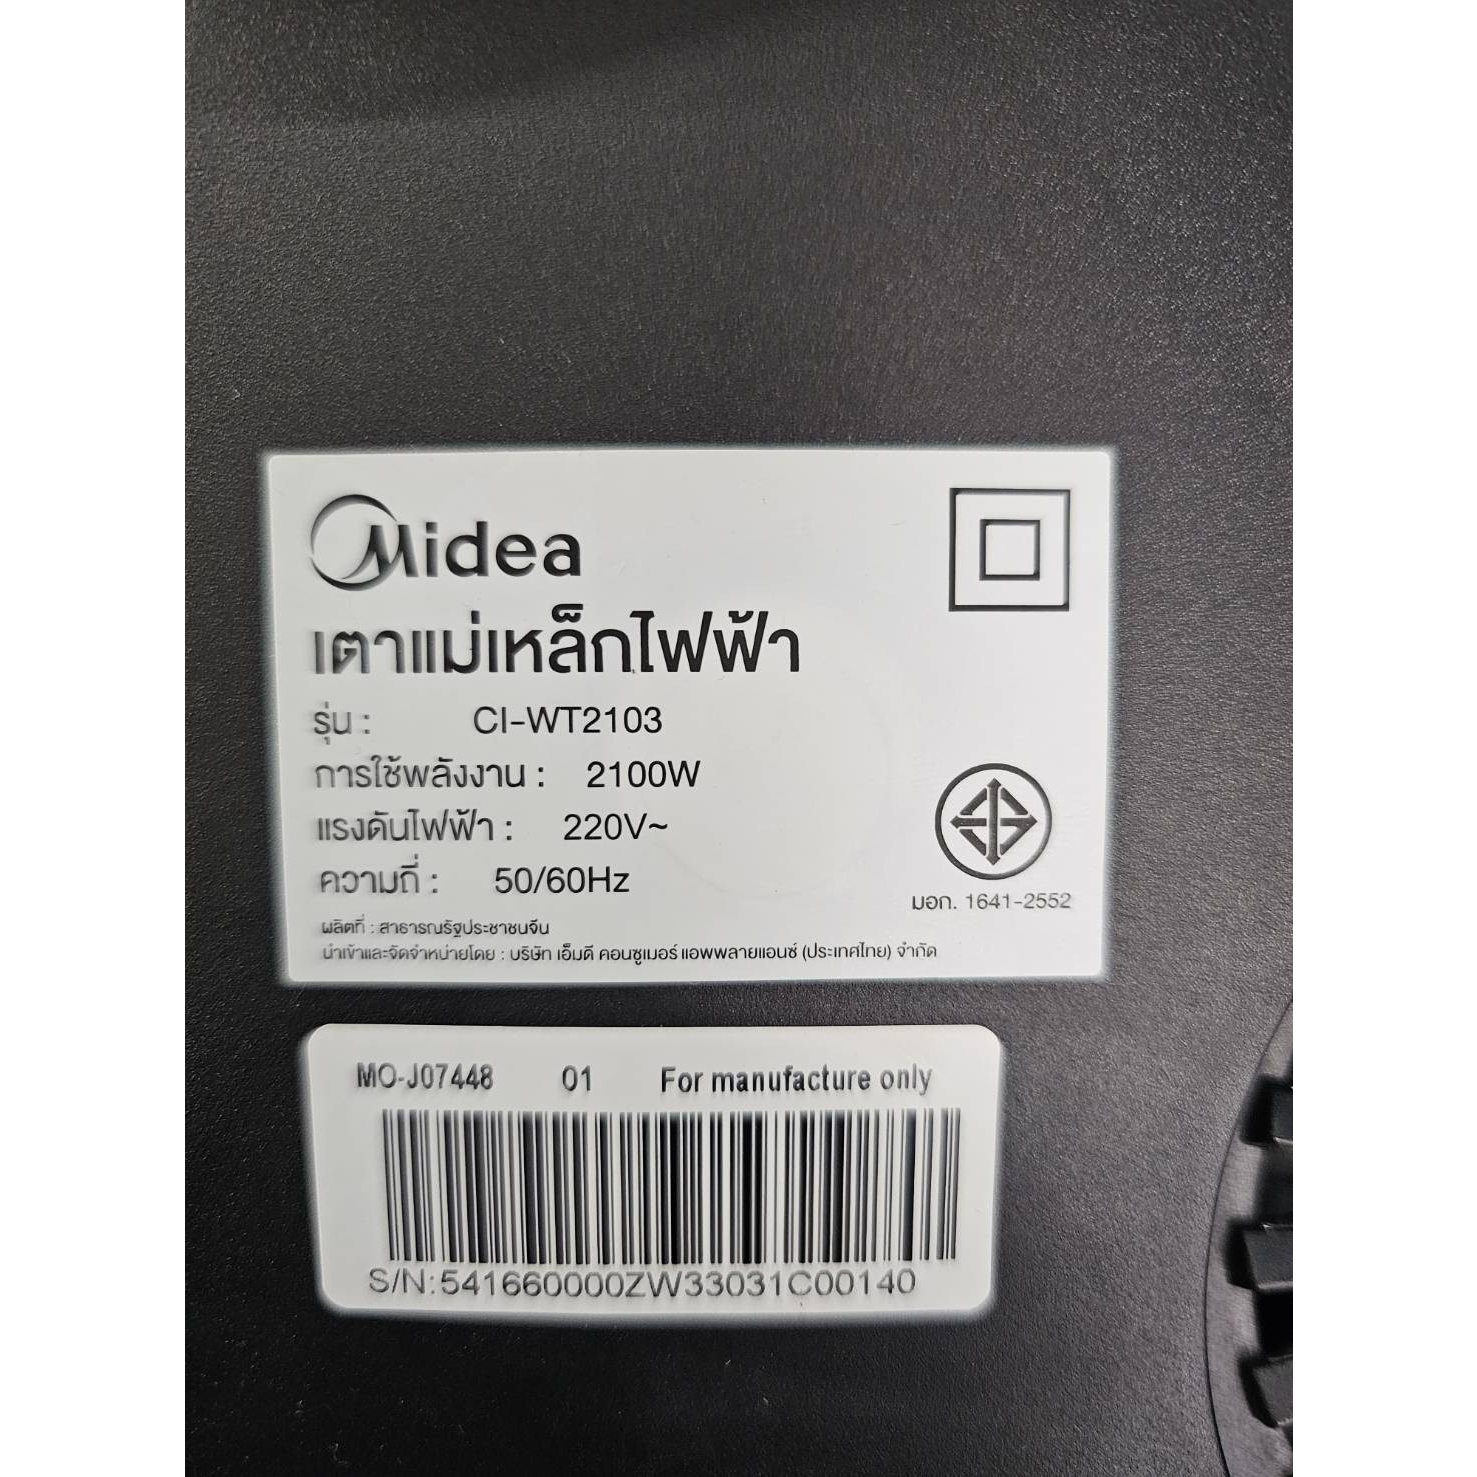 Midea
เตาแม่เหล็กไฟฟ้า
รุ่น : CI-WT2103
การใช้พลังงาน : 2100W
แรงดันไฟฟ้า : 220V~
ความถี่ : 50/60Hz
มอก. 1641-2552
ผลิตที่ : สาธารณรัฐประชาชนจีน
นำเข้าและจัดจำหน่ายโดย : บริษัท เอ็มดี คอนซูเมอร์ แอพพลายแอนซ์ (ประเทศไทย) จำกัด
MO-J07448 01 For manufacture only
S/N:541660000ZW33031C00140